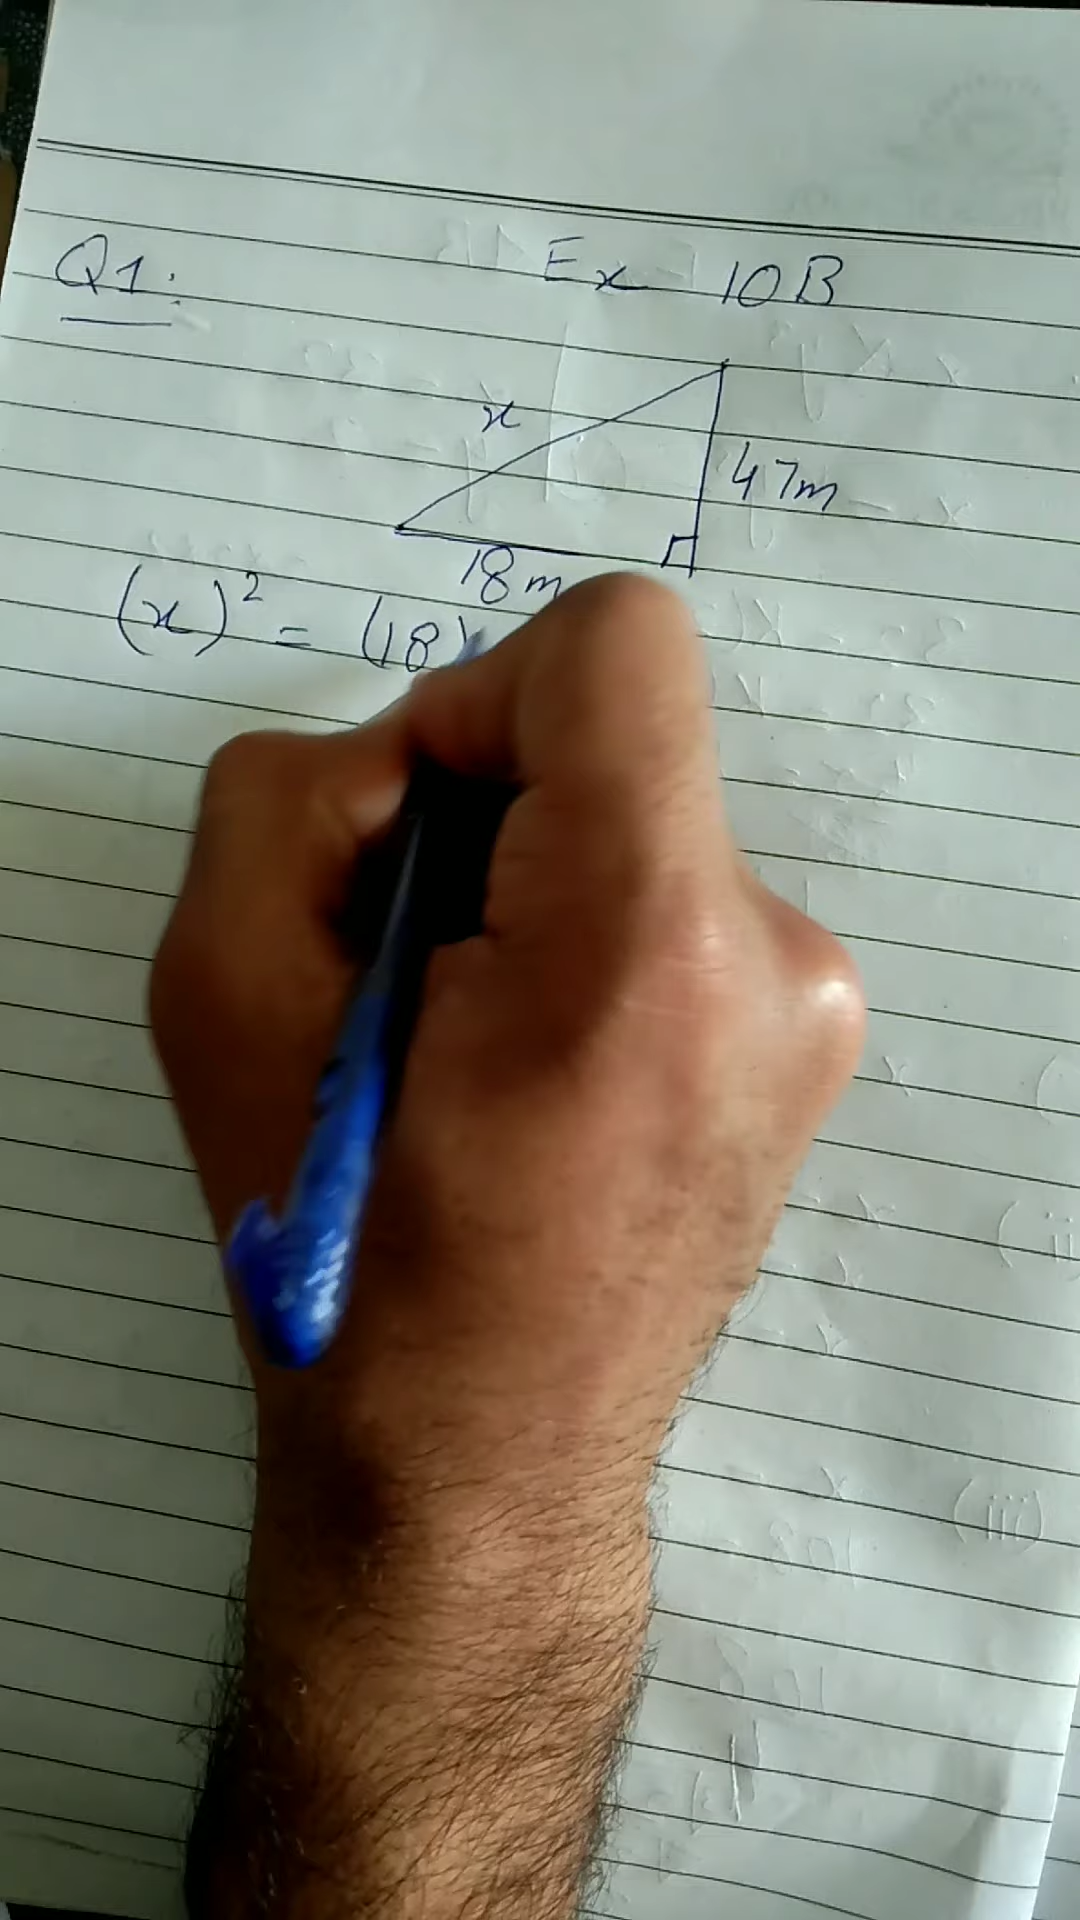 Ex 10B
Q1:
x
47m
18m
(x)² = (18)